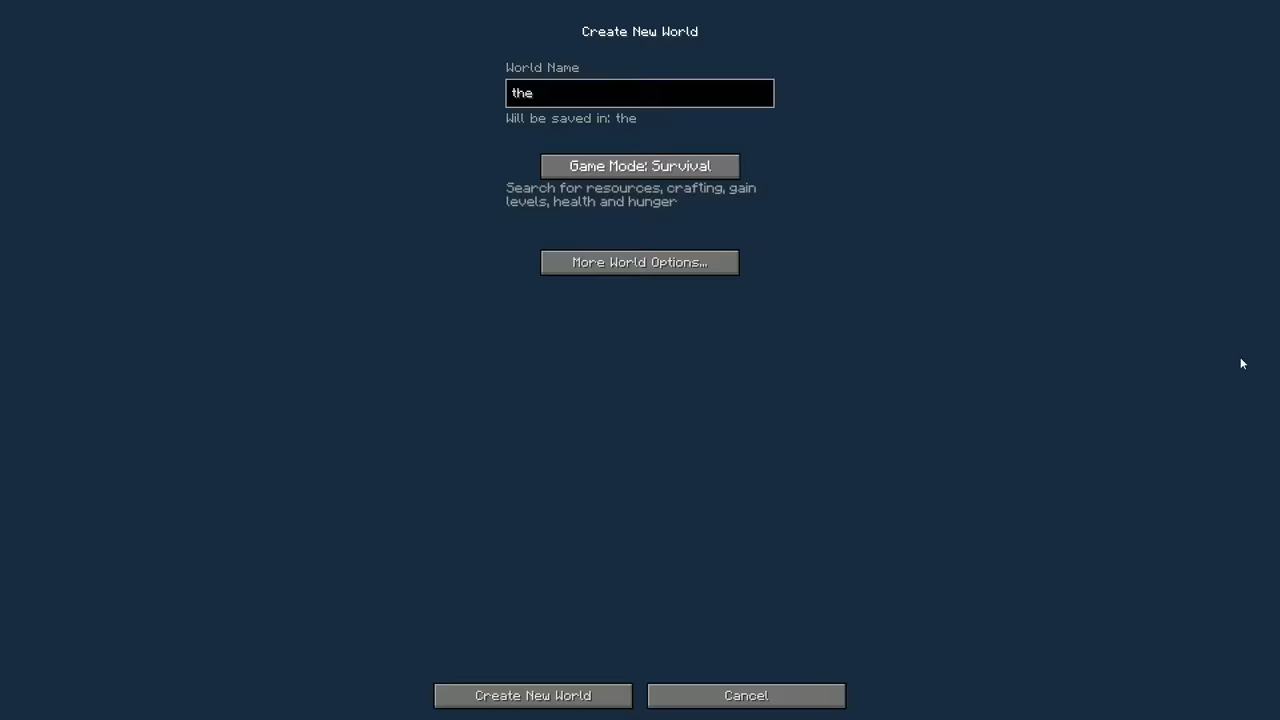 Create New World
World Name
the
Will be saved in: the
Game Mode: Survival
Search for resources, crafting, gain
levels, health and hunger
More World Options...
Create New World
Cancel